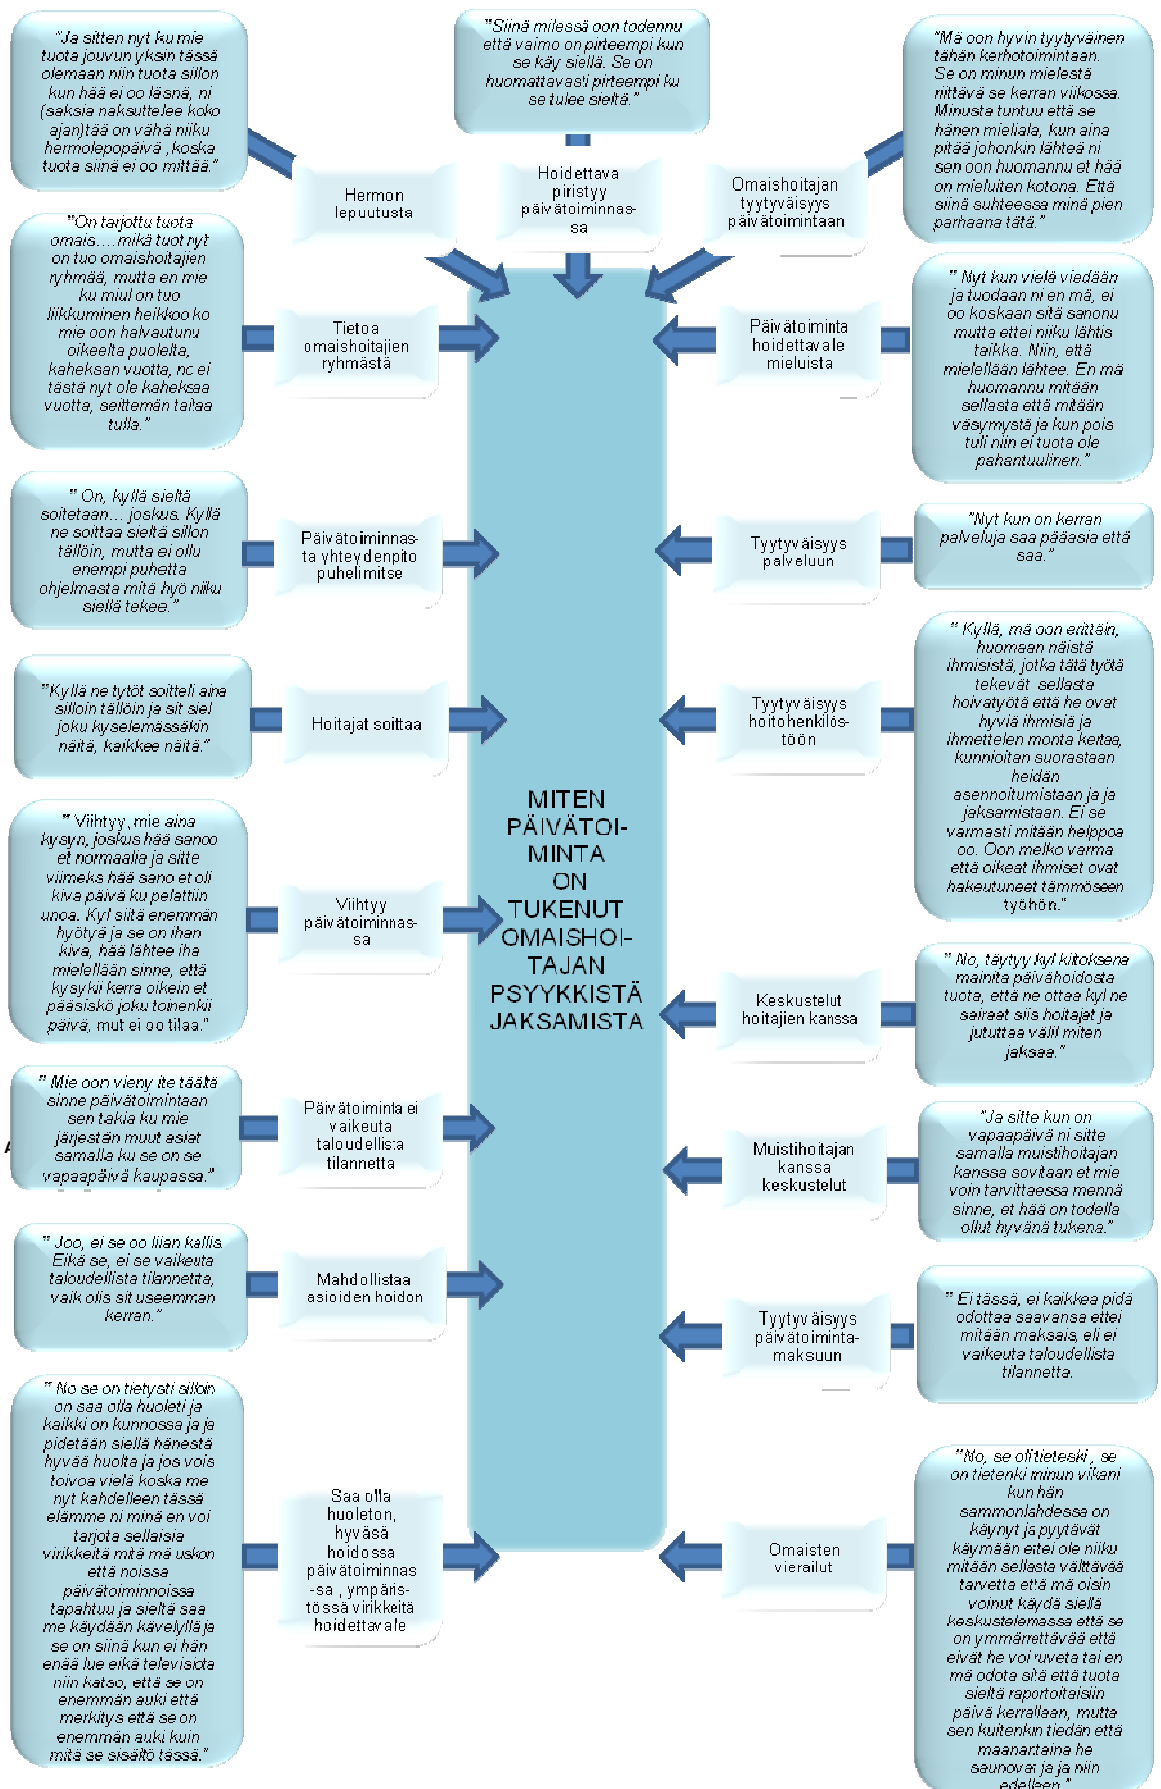 "Ja sitten nyt ku mie
tuota jouvun yksin tässä
olemaan niin tuota sillon
kun hää ei oo läsnä, ni
(saksia naksuttelee koko
ajan)tää on vähä niiku
hermolepopäivä, koska
tuota siinä ei oo mittää."
Hermon
lepuutusta
"Siinä milessä oon todennu
että vaimo on pirteempi kun
se käy siellä. Se on
huomattavasti pirteempi ku
se tulee sieltä."
Hoidettava
piristyy
päivätoiminnas-
sa
"Mä oon hyvin tyytyväinen
tähän kerhotoimintaan.
Se on minun mielestä
riittävä se kerran viikossa.
Minusta tuntuu että se
hänen mieliala, kun aina
pitää johonkin lähteä ni
sen oon huomannu et hää
on mieluiten kotona. Että
siinä suhteessa minä pien
parhaana tätä."
Omaishoitajan
tyytyväisyys
päivätoimintaan
"On tarjottu tuota
omais....mikä tuot nyt
on tuo omaishoitajien
ryhmää, mutta en mie
ku miul on tuo
liikkuminen heikkoo ko
mie oon halvautunu
oikeelta puolelta,
kaheksan vuotta, no ei
tästä nyt ole kaheksaa
vuotta, seittemän taitaa
tulla."
Tietoa
omaishoitajien
ryhmästä
Päivätoiminta
hoidettavale
mieluista
" Nyt kun vielä viedään
ja tuodaan ni en mä, ei
oo koskaan sitä sanonu
mutta ettei niiku lähtis
taikka. Niin, että
mielellään lähtee. En mä
huomannu mitään
sellasta että mitään
väsymystä ja kun pois
tuli niin ei tuota ole
pahantuulinen."
" On, kyllä sieltä
soitetaan... joskus. Kyllä
ne soittaa sieltä sillon
tällöin, mutta ei ollu
enempi puhetta
ohjelmasta mitä hyö niiku
siellä tekee."
Päivätoiminnas-
ta yhteydenpito
puhelimitse
Tyytyväisyys
palveluun
"Nyt kun on kerran
palveluja saa pääasia että
saa."
"Kyllä ne tytöt soitteli aina
silloin tällöin ja sit siel
joku kyselemässäkin
näitä, kaikkee näitä."
Hoitajat soittaa
Tyytyväisyys
hoitohenkilös-
töön
" Kyllä, mä oon erittäin,
huomaan näistä
ihmisistä, jotka tätä työtä
tekevät sellasta
hoivatyötä että he ovat
hyviä ihmisiä ja
ihmettelen monta kertaa,
kunnioitan suorastaan
heidän
asennoitumistaan ja ja
jaksamistaan. Ei se
varmasti mitään helppoa
oo. Oon melko varma
että oikeat ihmiset ovat
hakeutuneet tämmöseen
työhön."
MITEN
PÄIVÄTOI-
MINTA
ON
TUKENUT
OMAISHOI-
TAJAN
PSYYKKISTÄ
JAKSAMISTA
" Viihtyy, mie aina
kysyn, joskus hää sanoo
et normaalia ja sitte
viimeks hää sano et oli
kiva päivä ku pelattiin
unoa. Kyl siitä enemmän
hyötyä ja se on ihan
kiva, hää lähtee iha
mielellään sinne, että
kysykii kerra oikein et
pääsiskö joku toinenkii
päivä, mut ei oo tilaa."
Viihtyy
päivätoiminnas-
sa
Keskustelut
hoitajien kanssa
" No, täytyy kyl kiitoksena
mainita päivähoidosta
tuota, että ne ottaa kyl ne
sairaat siis hoitajat ja
jututtaa välil miten
jaksaa."
" Mie oon vieny ite täältä
sinne päivätoimintaan
sen takia ku mie
järjestän muut asiat
samalla ku se on se
vapaapäivä kaupassa."
Päivätoiminta ei
vaikeuta
taloudellista
tilannetta
Muistihoitajan
kanssa
keskustelut
"Ja sitte kun on
vapaapäivä ni sitte
samalla muistihoitajan
kanssa sovitaan et mie
voin tarvittaessa mennä
sinne, et hää on todella
ollut hyvänä tukena."
" Joo, ei se oo liian kallis.
Eikä se, ei se vaikeuta
taloudellista tilannetta,
vaik olis sit useemman
kerran."
Mahdollistaa
asioiden hoidon
Tyytyväisyys
päivätoiminta-
maksuun
" Ei tässä, ei kaikkea pidä
odottaa saavansa ettei
mitään maksais, eli ei
vaikeuta taloudellista
tilannetta.
" No se on tietysti silloin
on saa olla huoleti ja
kaikki on kunnossa ja ja
pidetään siellä hänestä
hyvää huolta ja jos vois
toivoa vielä koska me
nyt kahdelleen tässä
elämme ni minä en voi
tarjota sellaisia
virikkeitä mitä mä uskon
että noissa
päivätoiminnoissa
tapahtuu ja sieltä saa
me käydään kävelyllä ja
se on siinä kun ei hän
enää lue eikä televisiota
niin katso, että se on
enemmän auki että
merkitys että se on
enemmän auki kuin
mitä se sisältö tässä."
Saa olla
huoleton,
hyväsä
hoidossa
päivätoiminnas
-sa , ympäris-
tössä virikkeitä
hoidettavale
Omaisten
vierailut
"No, se oli tieteski , se
on tietenki minun vikani
kun hän
sammonlahdessa on
käynyt ja pyytävät
käymään ettei ole niiku
mitään sellasta välttävää
tarvetta että mä oisin
voinut käydä siellä
keskustelemassa että se
on ymmärrettävää että
eivät he voi ruveta tai en
mä odota sitä että tuota
sieltä raportoitaisiin
päivä kerrallaan, mutta
sen kuitenkin tiedän että
maanantaina he
saunovat ja ja niin
edelleen."